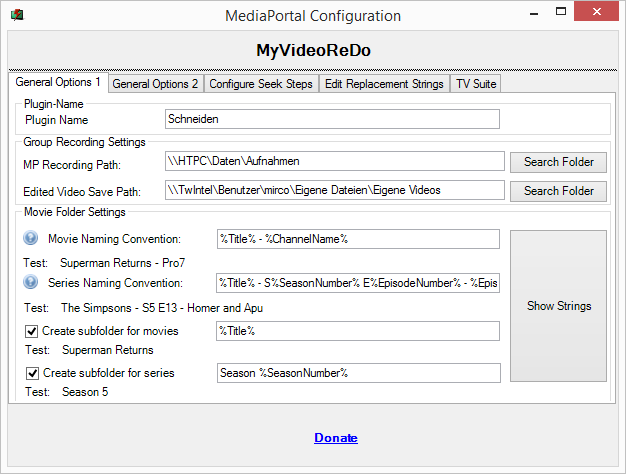 MediaPortal Configuration
MyVideoReDo
General Options 1 General Options 2 Configure Seek Steps Edit Replacement Strings TV Suite
Plugin-Name
Plugin Name Schneiden
Group Recording Settings
MP Recording Path: \\HTPC\Daten\Aufnahmen Search Folder
Edited Video Save Path: \\TwIntel\Benutzer\mirco\Eigene Dateien\Eigene Videos Search Folder
Movie Folder Settings
Movie Naming Convention: %Title% - %ChannelName%
Test: Superman Returns - Pro7
Series Naming Convention: %Title% - S%SeasonNumber% E%EpisodeNumber% - %Epis
Show Strings
Test: The Simpsons - S5 E13 - Homer and Apu
Create subfolder for movies %Title%
Test: Superman Returns
Create subfolder for series Season %SeasonNumber%
Test: Season 5
Donate